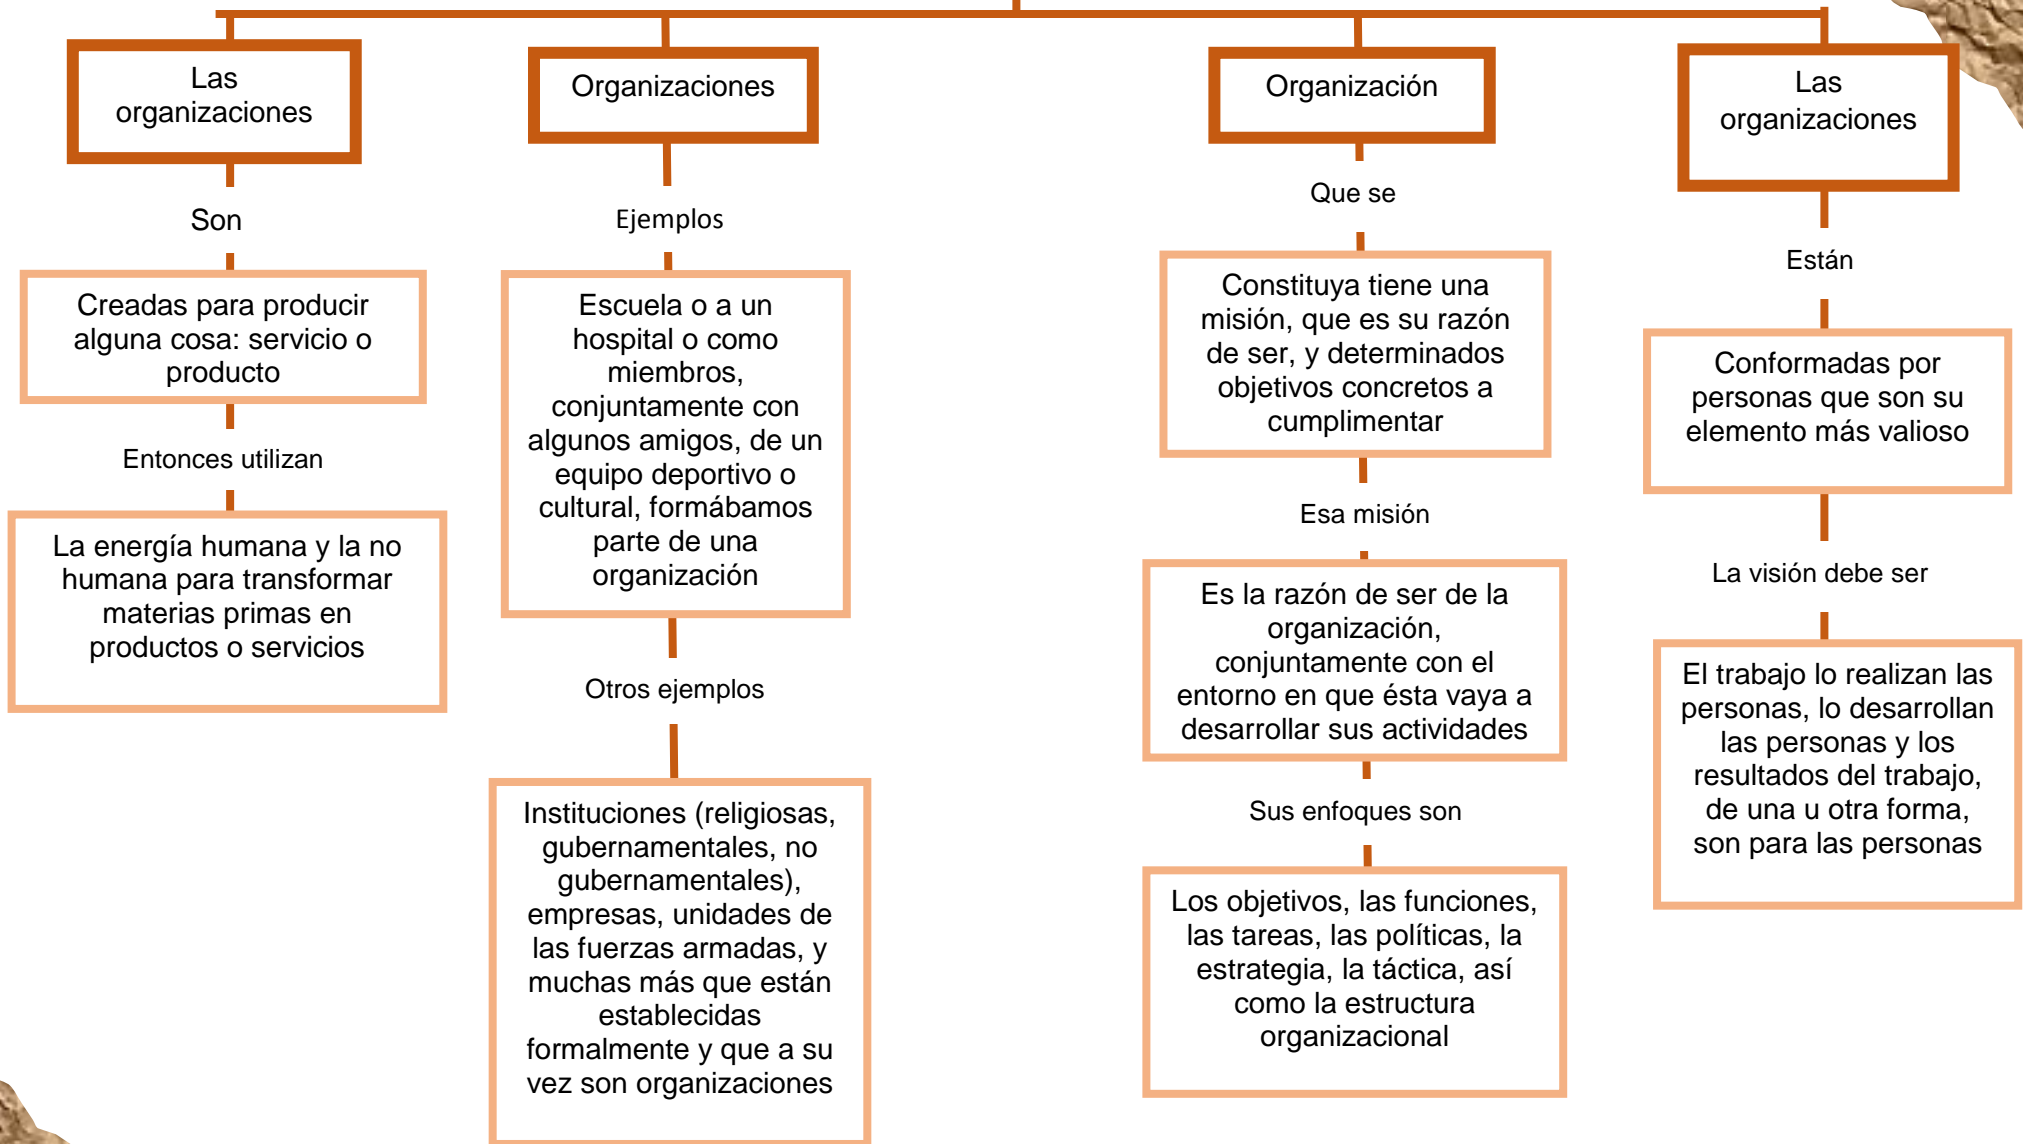 Las
organizaciones
Son
Creadas para producir
alguna cosa: servicio o
producto
Entonces utilizan
La energía humana y la no
humana para transformar
materias primas en
productos o servicios
Organizaciones
Ejemplos
Escuela o a un
hospital o como
miembros,
conjuntamente con
algunos amigos, de un
equipo deportivo o
cultural, formábamos
parte de una
organización
Otros ejemplos
Instituciones (religiosas,
gubernamentales, no
gubernamentales),
empresas, unidades de
las fuerzas armadas, y
muchas más que están
establecidas
formalmente y que a su
vez son organizaciones
Organización
Que se
Constituya tiene una
misión, que es su razón
de ser, y determinados
objetivos concretos a
cumplimentar
Esa misión
Es la razón de ser de la
organización,
conjuntamente con el
entorno en que ésta vaya a
desarrollar sus actividades
Sus enfoques son
Los objetivos, las funciones,
las tareas, las políticas, la
estrategia, la táctica, así
como la estructura
organizacional
Las
organizaciones
Están
Conformadas por
personas que son su
elemento más valioso
La visión debe ser
El trabajo lo realizan las
personas, lo desarrollan
las personas y los
resultados del trabajo,
de una u otra forma,
son para las personas